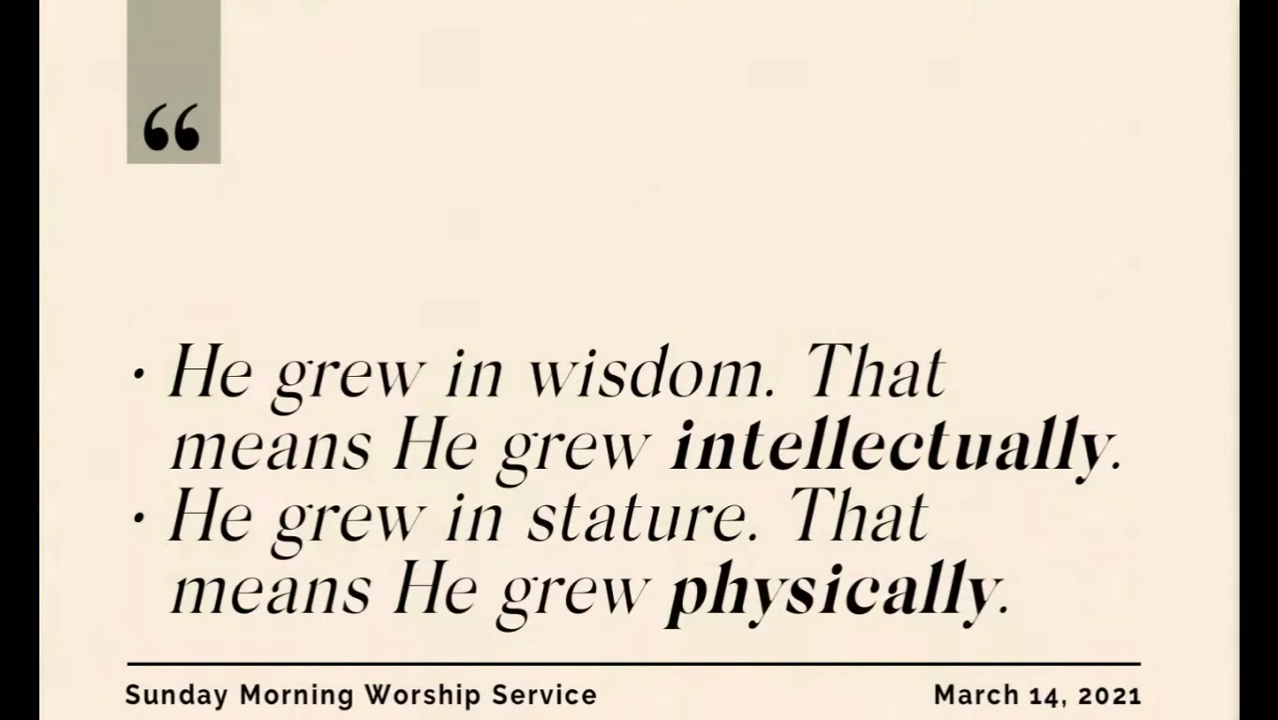 “
• He grew in wisdom. That
means He grew intellectually.
• He grew in stature. That
means He grew physically.
Sunday Morning Worship Service
March 14, 2021